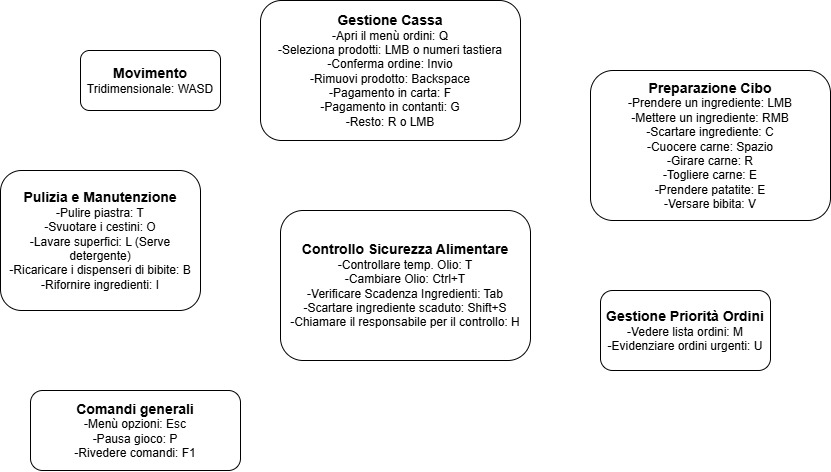 Gestione Cassa
-Apri il menù ordini: Q
-Seleziona prodotti: LMB o numeri tastiera
-Conferma ordine: Invio
-Rimuovi prodotto: Backspace
-Pagamento in carta: F
-Pagamento in contanti: G
-Resto: R o LMB
Movimento
Tridimensionale: WASD
Preparazione Cibo
-Prendere un ingrediente: LMB
-Mettere un ingrediente: RMB
-Scartare ingrediente: C
-Cuocere carne: Spazio
-Girare carne: R
-Togliere carne: E
-Prendere patatite: E
-Versare bibita: V
Pulizia e Manutenzione
-Pulire piastra: T
-Svuotare i cestini: O
-Lavare superfici: L (Serve
detergente)
-Ricaricare i dispenseri di bibite: B
-Rifornire ingredienti: I
Controllo Sicurezza Alimentare
-Controllare temp. Olio: T
-Cambiare Olio: Ctrl+T
-Verificare Scadenza Ingredienti: Tab
-Scartare ingrediente scaduto: Shift+S
-Chiamare il responsabile per il controllo: H
Gestione Priorità Ordini
-Vedere lista ordini: M
-Evidenziare ordini urgenti: U
Comandi generali
-Menù opzioni: Esc
-Pausa gioco: P
-Rivedere comandi: F1